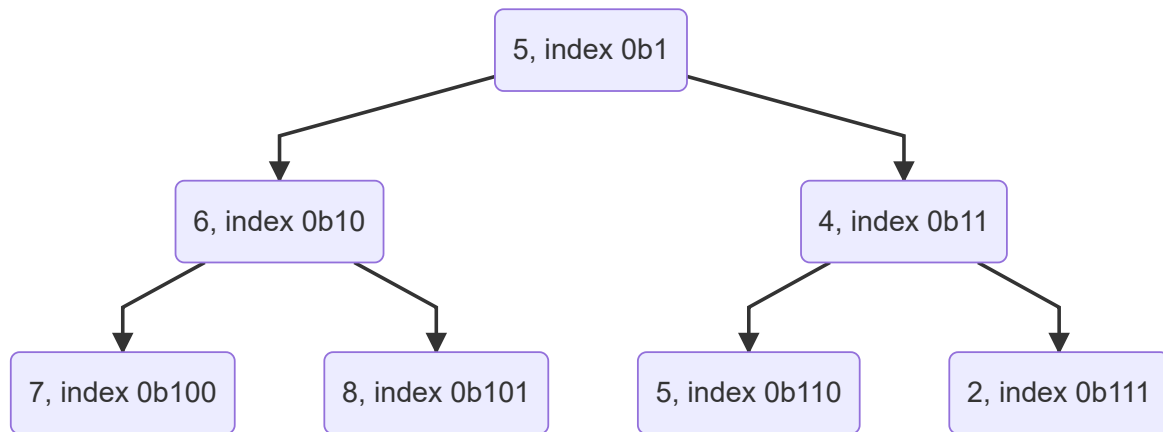 5, index 0b1
6, index 0b10
4, index 0b11
7, index 0b100
8, index 0b101
5, index 0b110
2, index 0b111